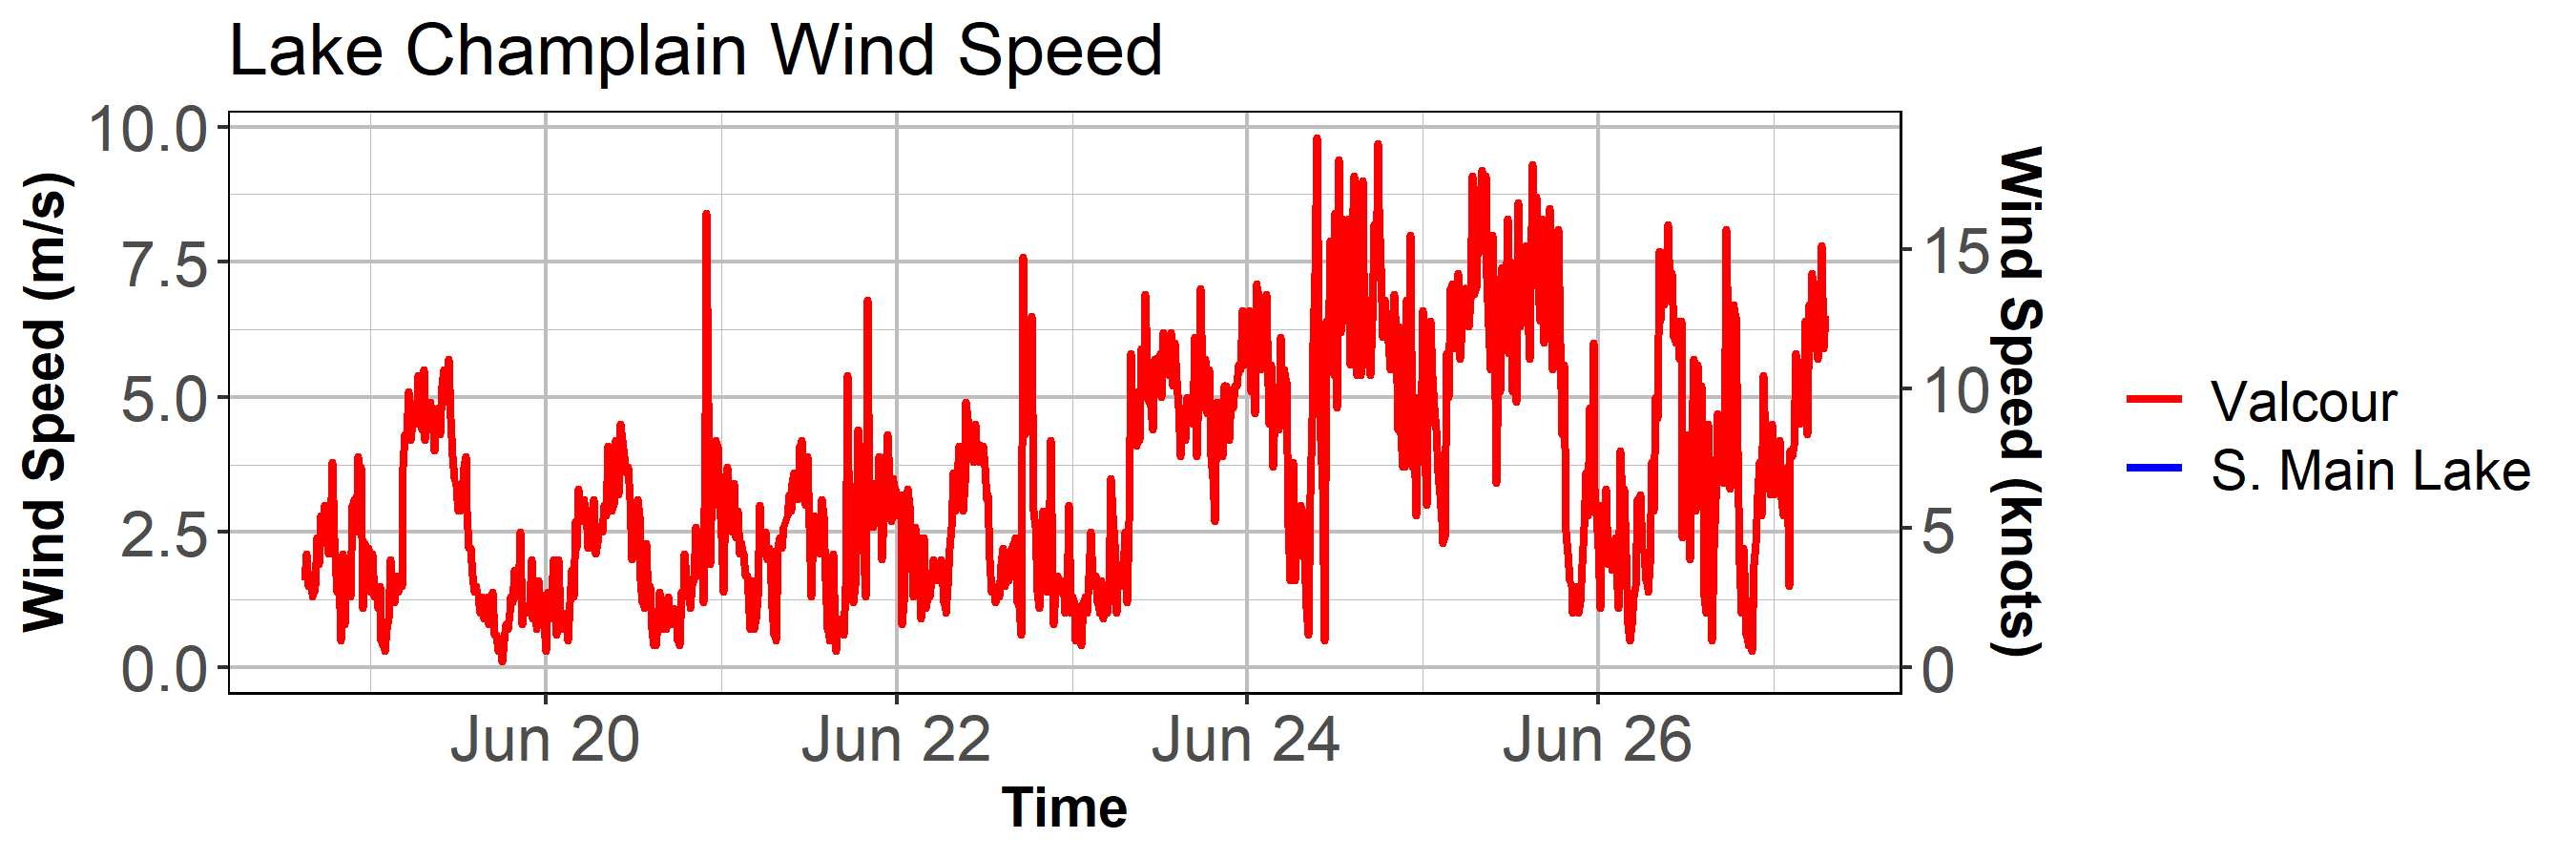 Lake Champlain Wind Speed
10.0
7.5
5.0
2.5
0.0
Wind Speed (m/s)
15
10
5
0
Wind Speed (knots)
Jun 20
Jun 22
Jun 24
Jun 26
Time
Valcour
S. Main Lake